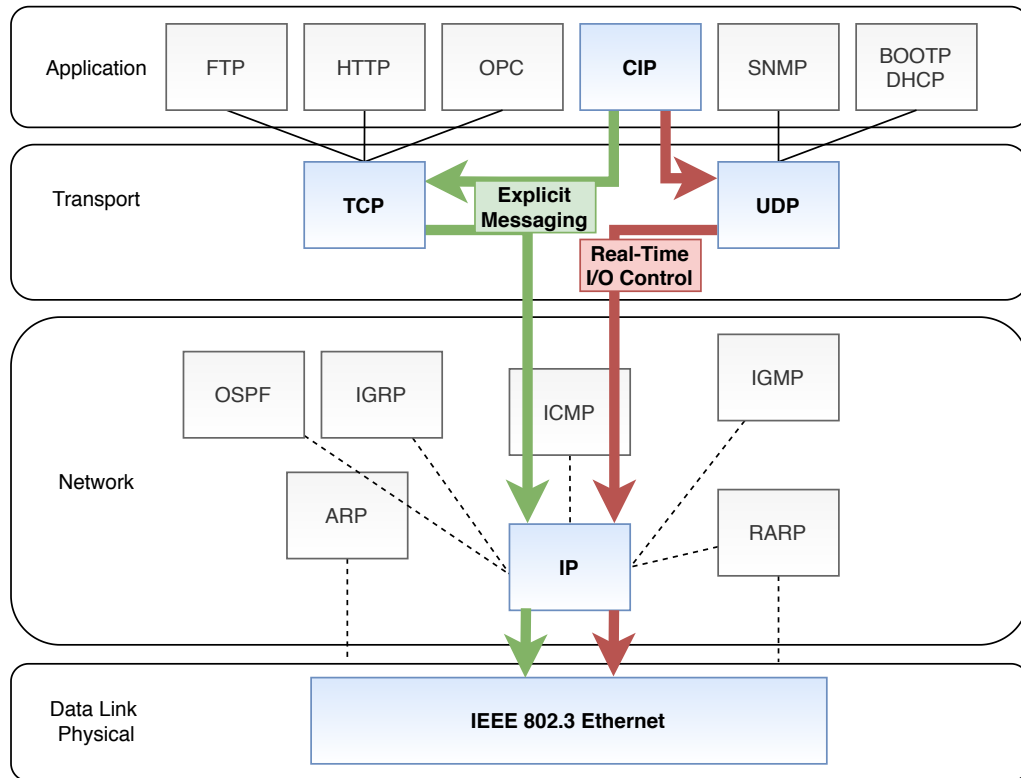 Application
FTP
HTTP
OPC
CIP
SNMP
BOOTP
DHCP
Transport
TCP
Explicit
Messaging
UDP
Real-Time
I/O Control
Network
OSPF
IGRP
ICMP
IGMP
ARP
RARP
IP
Data Link
Physical
IEEE 802.3 Ethernet